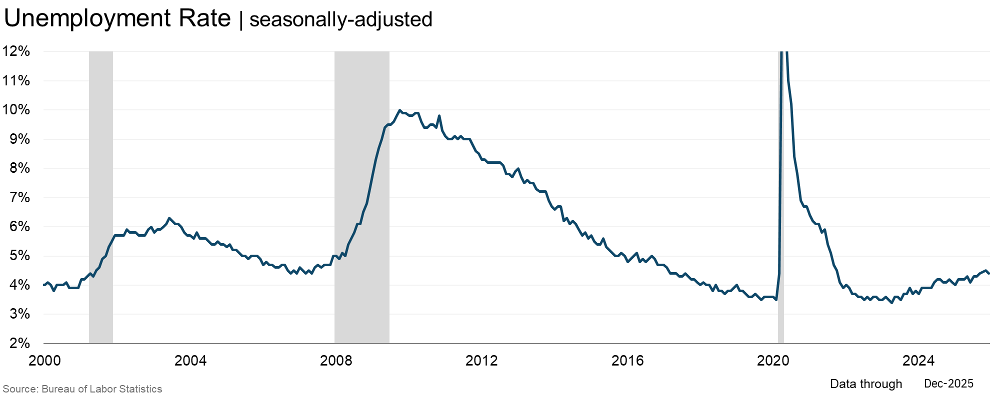 Unemployment Rate | seasonally-adjusted
12%
11%
10%
9%
8%
7%
6%
5%
4%
3%
2%
2000 2004 2008 2012 2016 2020 2024
Data through Dec-2025
Source: Bureau of Labor Statistics